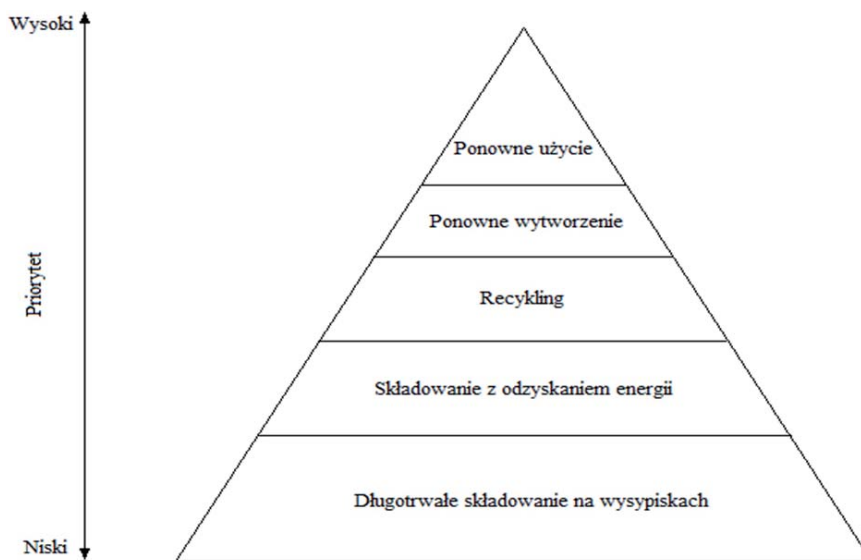 Wysoki
Ponowne użycie
Ponowne wytworzenie
Priorytet
Recykling
Składowanie z odzyskaniem energii
Długotrwałe składowanie na wysypiskach
Niski